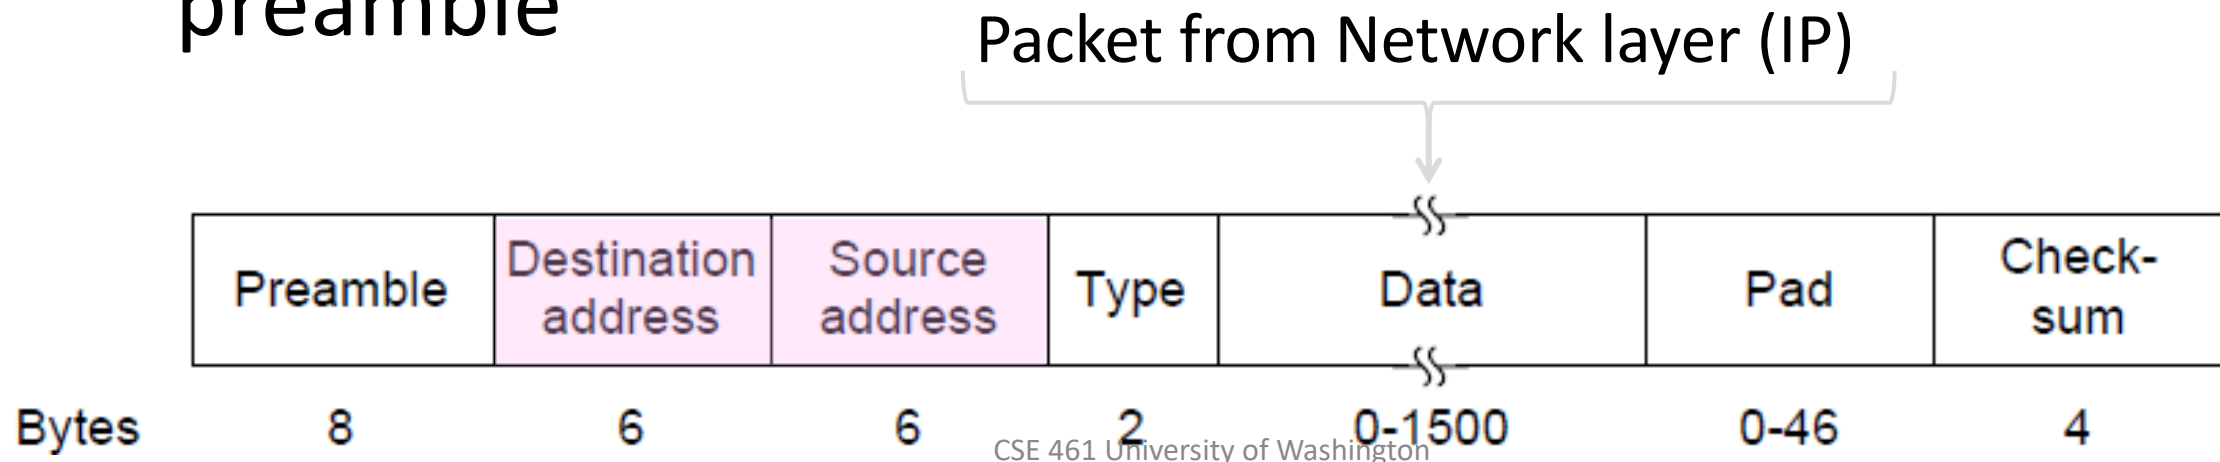 preamble
Packet from Network layer (IP)
Preamble
Destination
address
Source
address
Type
Data
Pad
Check-
sum
Bytes 8 6 6 2 0-1500 0-46 4
CSE 461 University of Washington